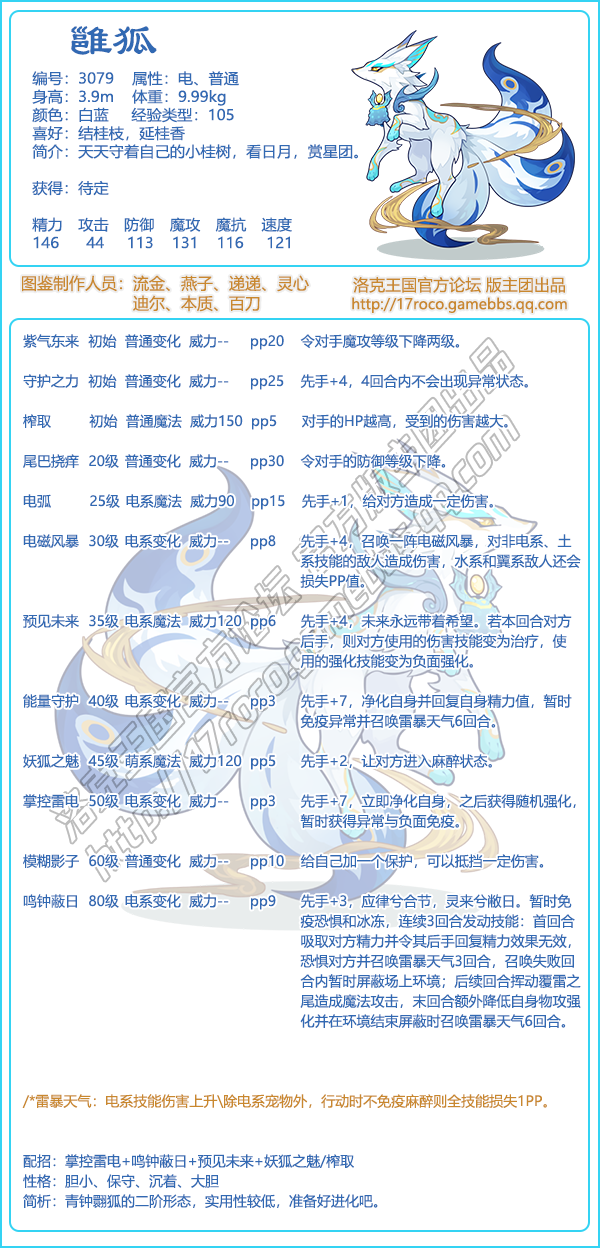 雝狐
编号：3079 属性：电、普通
身高：3.9m 体重：9.99kg
颜色：白蓝 经验类型：105
喜好：结桂枝，延桂香
简介：天天守着自己的小桂树，看日月，赏星团。
获得：待定
精力 攻击 防御 魔攻 魔抗 速度
146 44 113 131 116 121
图鉴制作人员：流金、燕子、递递、灵心
迪尔、本质、百刀
洛克王国官方论坛 版主团出品
http://17roco.gamebbs.qq.com
紫气东来 初始 普通变化 威力-- pp20 令对手魔攻等级下降两级。
守护之力 初始 普通变化 威力-- pp25 先手+4，4回合内不会出现异常状态。
榨取 初始 普通魔法 威力150 pp5 对手的HP越高，受到的伤害越大。
尾巴挠痒 20级 普通变化 威力-- pp30 令对手的防御等级下降。
电弧 25级 电系魔法 威力90 pp15 先手+1，给对方造成一定伤害。
电磁风暴 30级 电系变化 威力-- pp8 先手+4，召唤一阵电磁风暴，对非电系、土
系技能的敌人造成伤害，水系和翼系敌人还会
损失PP值。
预见未来 35级 电系魔法 威力120 pp6 先手+4，未来永远带着希望。若本回合对方
后手，则对方使用的伤害技能变为治疗，使
用的强化技能变为负面强化。
能量守护 40级 电系变化 威力-- pp3 先手+7，净化自身并回复自身精力值，暂时
免疫异常并召唤雷暴天气6回合。
妖狐之魅 45级 萌系魔法 威力120 pp5 先手+2，让对方进入麻醉状态。
掌控雷电 50级 电系变化 威力-- pp3 先手+7，立即净化自身，之后获得随机强化，
暂时获得异常与负面免疫。
模糊影子 60级 普通变化 威力-- pp10 给自己加一个保护，可以抵挡一定伤害。
鸣钟蔽日 80级 电系变化 威力-- pp9 先手+3，应律兮合节，灵来兮敝日。暂时免
疫恐惧和冰冻，连续3回合发动技能：首回合
吸取对方精力并令其后手回复精力效果无效，
恐惧对方并召唤雷暴天气3回合，召唤失败回
合内暂时屏蔽场上环境；后续回合挥动覆雷之
尾造成魔法攻击，末回合额外降低自身物攻强
化并在环境结束屏蔽时召唤雷暴天气6回合。
/*雷暴天气：电系技能伤害上升\除电系宠物外，行动时不免疫麻醉则全技能损失1PP。
配招：掌控雷电+鸣钟蔽日+预见未来+妖狐之魅/榨取
性格：胆小、保守、沉着、大胆
简析：青钟翾狐的二阶形态，实用性较低，准备好进化吧。
洛克王国官方论坛 版主团出品
http://17roco.gamebbs.qq.com